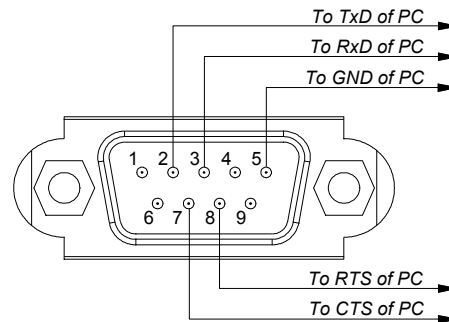 To TxD of PC
To RxD of PC
To GND of PC
1 2 3 4 5
6 7 8 9
To RTS of PC
To CTS of PC